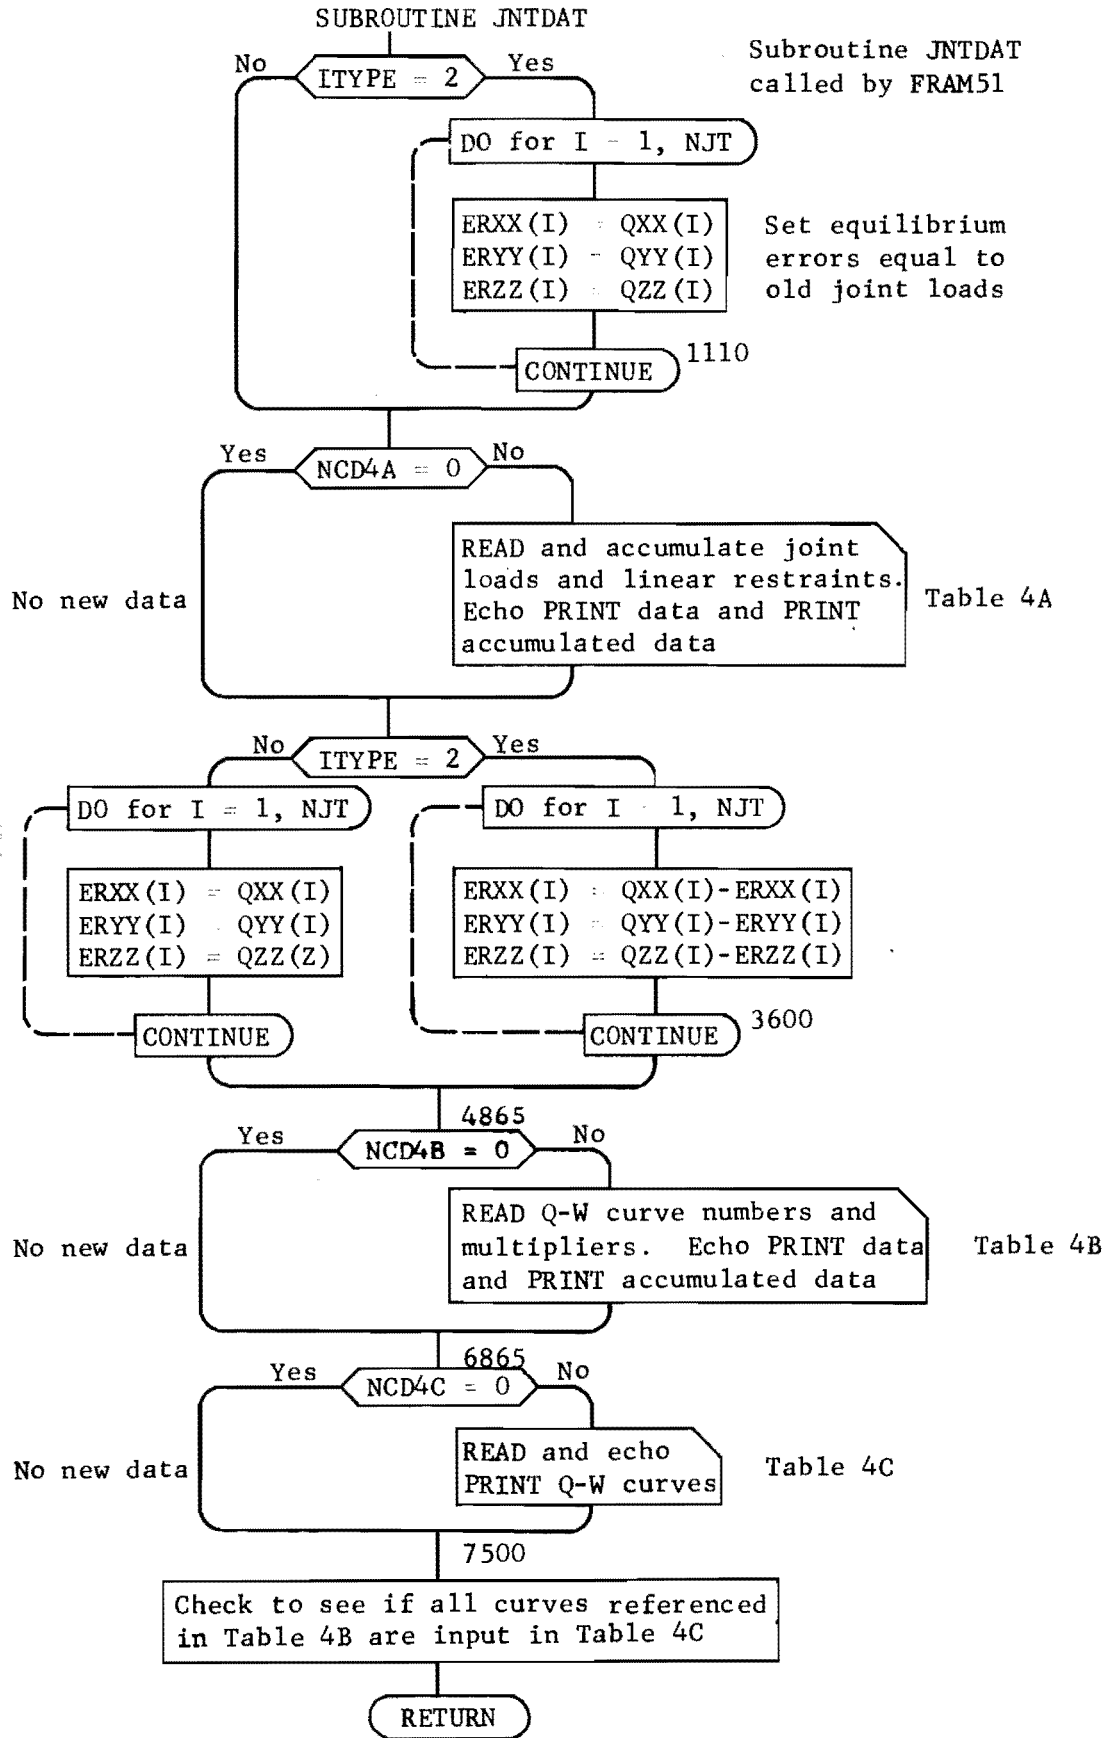 SUBROUTINE JNTDAT
Subroutine JNTDAT
called by FRAM51
No
ITYPE = 2
Yes
DO for I = 1, NJT
ERXX(I) = QXX(I)
ERYY(I) = QYY(I)
ERZZ(I) = QZZ(I)
Set equilibrium
errors equal to
old joint loads
CONTINUE
1110
Yes
NCD4A = 0
No
No new data
READ and accumulate joint
loads and linear restraints.
Echo PRINT data and PRINT
accumulated data
Table 4A
No
ITYPE = 2
Yes
DO for I = 1, NJT
ERXX(I) = QXX(I)
ERYY(I) QYY(I)
ERZZ(I) = QZZ(Z)
CONTINUE
DO for I 1, NJT
ERXX(I) = QXX(I)-ERXX(I)
ERYY(I) = QYY(I)-ERYY(I)
ERZZ(I) = QZZ(I)-ERZZ(I)
CONTINUE
3600
4865
Yes
NCD4B = 0
No
No new data
READ Q-W curve numbers and
multipliers. Echo PRINT data
and PRINT accumulated data
Table 4B
6865
Yes
NCD4C = 0
No
No new data
READ and echo
PRINT Q-W curves
Table 4C
7500
Check to see if all curves referenced
in Table 4B are input in Table 4C
RETURN